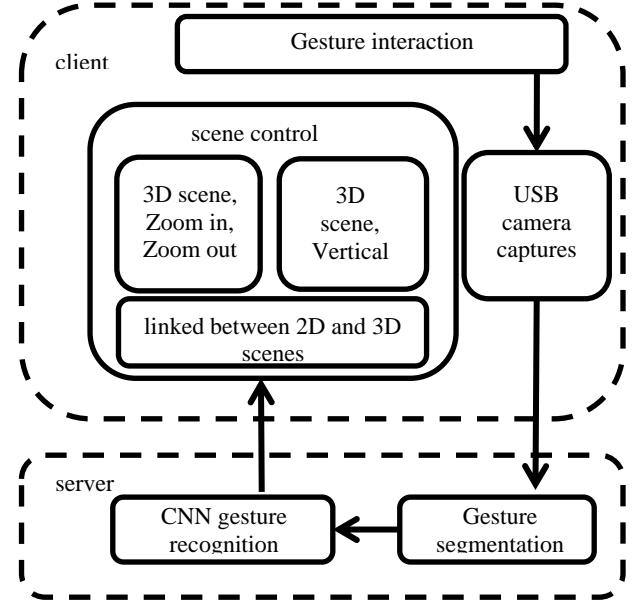 Gesture interaction
client
scene control
3D scene,
Zoom in,
Zoom out
3D
scene,
Vertical
USB
camera
captures
linked between 2D and 3D
scenes
server
CNN gesture
recognition
Gesture
segmentation